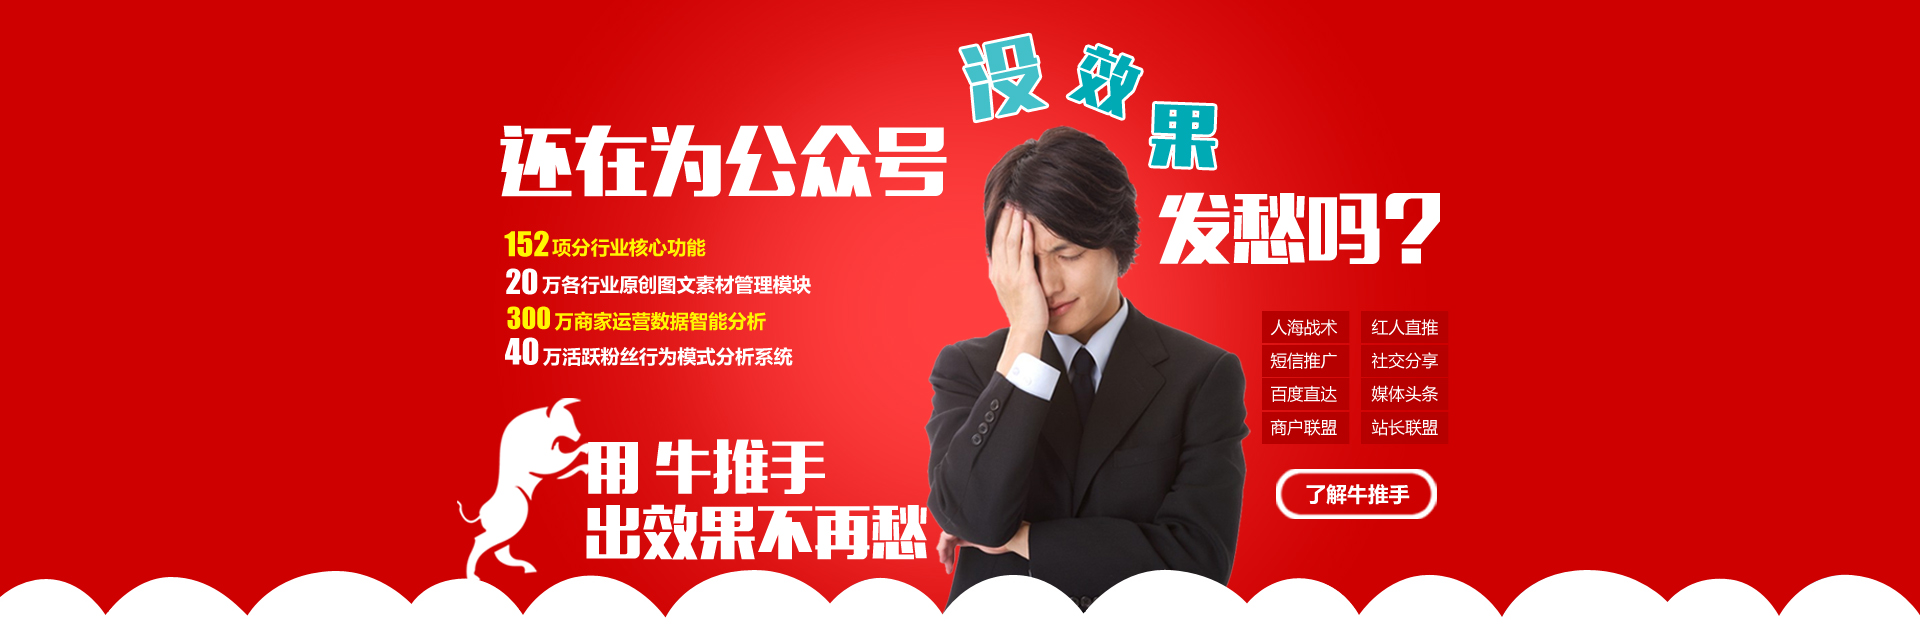 还在为公众号
没效果
发愁吗?
152项分行业核心功能
20万各行业原创图文素材管理模块
300万商家运营数据智能分析
40万活跃粉丝行为模式分析系统
用 牛推手
出效果不再愁
人海战术 红人直推
短信推广 社交分享
百度直达 媒体头条
商户联盟 站长联盟
了解牛推手